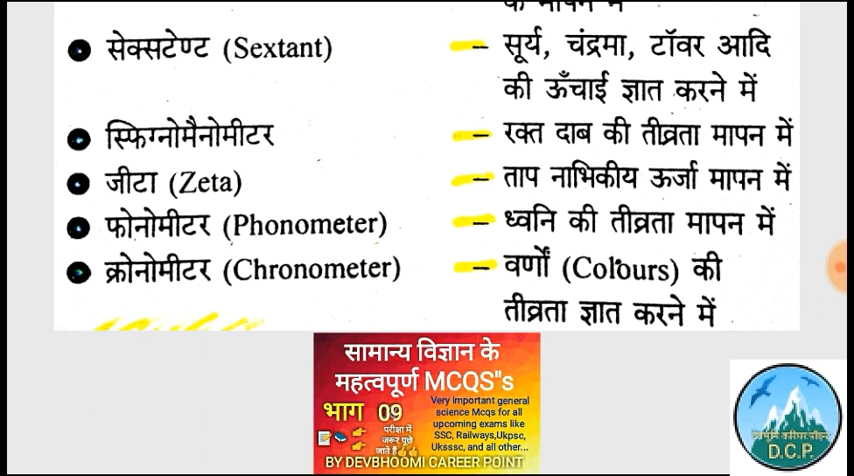 ● सेक्सटेण्ट (Sextant) – सूर्य, चंद्रमा, टॉवर आदि
की ऊँचाई ज्ञात करने में
● स्फिग्नोमैनोमीटर – रक्त दाब की तीव्रता मापन में
● जीटा (Zeta) – ताप नाभिकीय ऊर्जा मापन में
● फोनोमीटर (Phonometer) – ध्वनि की तीव्रता मापन में
● क्रोनोमीटर (Chronometer) – वर्णों (Colours) की
तीव्रता ज्ञात करने में
सामान्य विज्ञान के
महत्वपूर्ण MCQS"s
भाग 09
परीक्षा में
जरूर पूछे
जाते हैं
Very important general
science Mcqs for all
upcoming exams like
SSC, Railways,Ukpsc,
Uksssc, and all other...
BY DEVBHOOMI CAREER POINT
D.C.P.